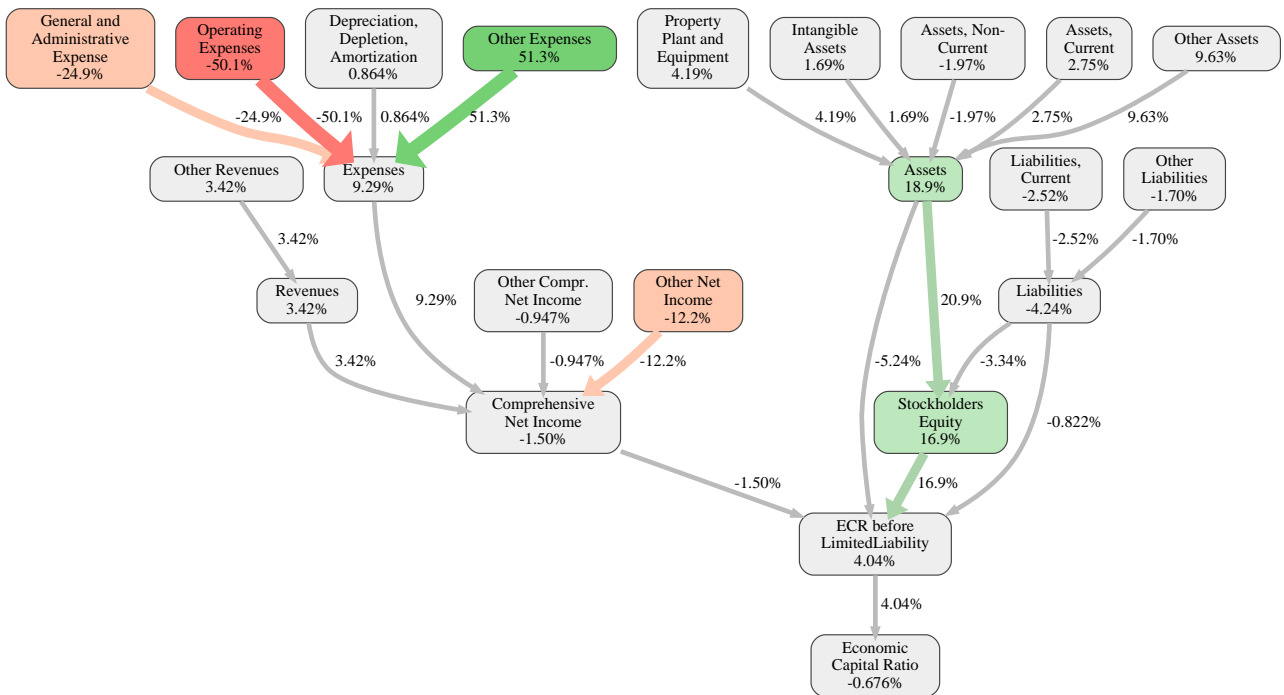 General and
Administrative
Expense
-24.9%
Operating
Expenses
-50.1%
Depreciation,
Depletion,
Amortization
0.864%
Other Expenses
51.3%
Property
Plant and
Equipment
4.19%
Intangible
Assets
1.69%
Assets, Non-
Current
-1.97%
Assets,
Current
2.75%
Other Assets
9.63%
-24.9%
-50.1%
0.864%
51.3%
4.19%
1.69%
-1.97%
2.75%
9.63%
Other Revenues
3.42%
Expenses
9.29%
Assets
18.9%
Liabilities,
Current
-2.52%
Other
Liabilities
-1.70%
3.42%
-2.52%
-1.70%
Revenues
3.42%
9.29%
Other Compr.
Net Income
-0.947%
Other Net
Income
-12.2%
20.9%
Liabilities
-4.24%
3.42%
-0.947%
-12.2%
-5.24%
-3.34%
Comprehensive
Net Income
-1.50%
Stockholders
Equity
16.9%
-0.822%
-1.50%
16.9%
ECR before
LimitedLiability
4.04%
4.04%
Economic
Capital Ratio
-0.676%